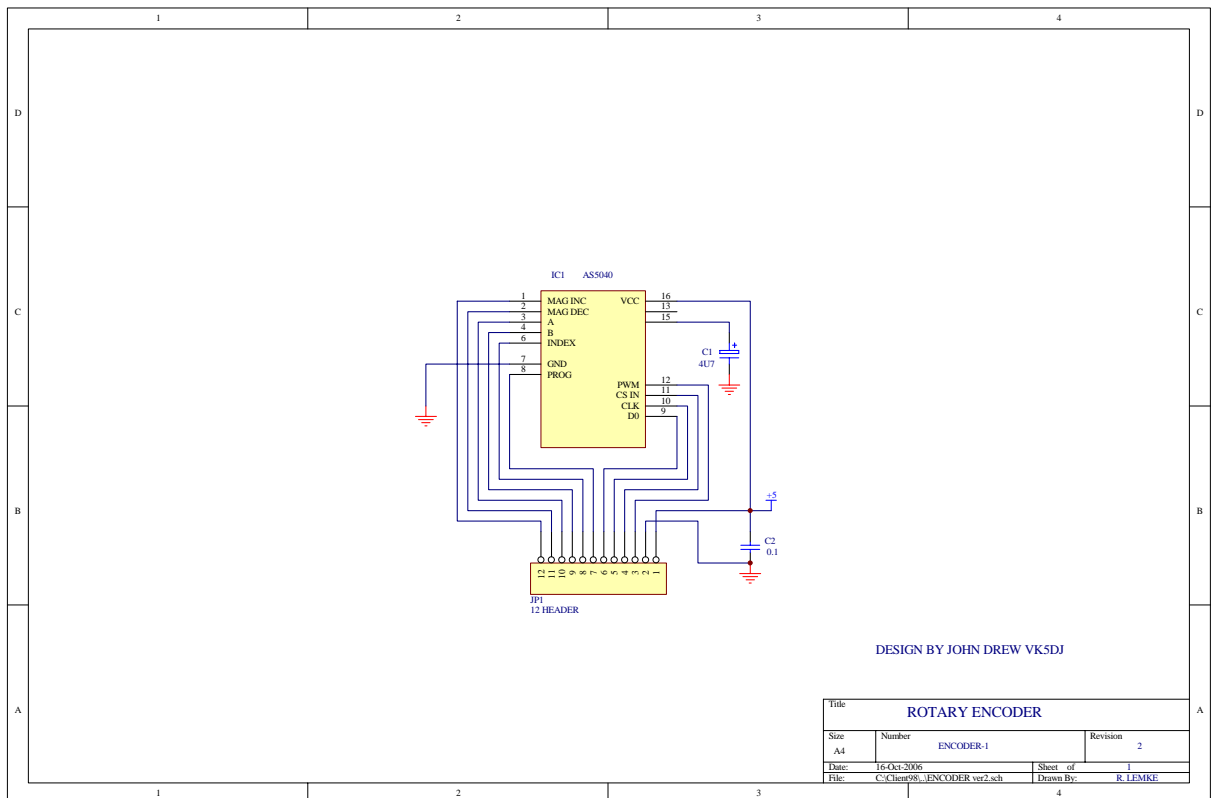 1 2 3 4
D D
C C
B B
A A
IC1 AS5040
1 MAG INC VCC 16
2 MAG DEC 13
3 A 15
4 B
6 INDEX
7 GND
8 PROG
PWM 12
CS IN 11
CLK 10
D0 9
C1 +
4U7
+5
C2
0.1
12 11 10 9 8 7 6 5 4 3 2 1
JP1
12 HEADER
DESIGN BY JOHN DREW VK5DJ
Title
ROTARY ENCODER
Size Number Revision
A4 ENCODER-1 2
Date: 16-Oct-2006 Sheet of 1
File: C:\Client98\..\ENCODER ver2.sch Drawn By: R. LEMKE
1 2 3 4